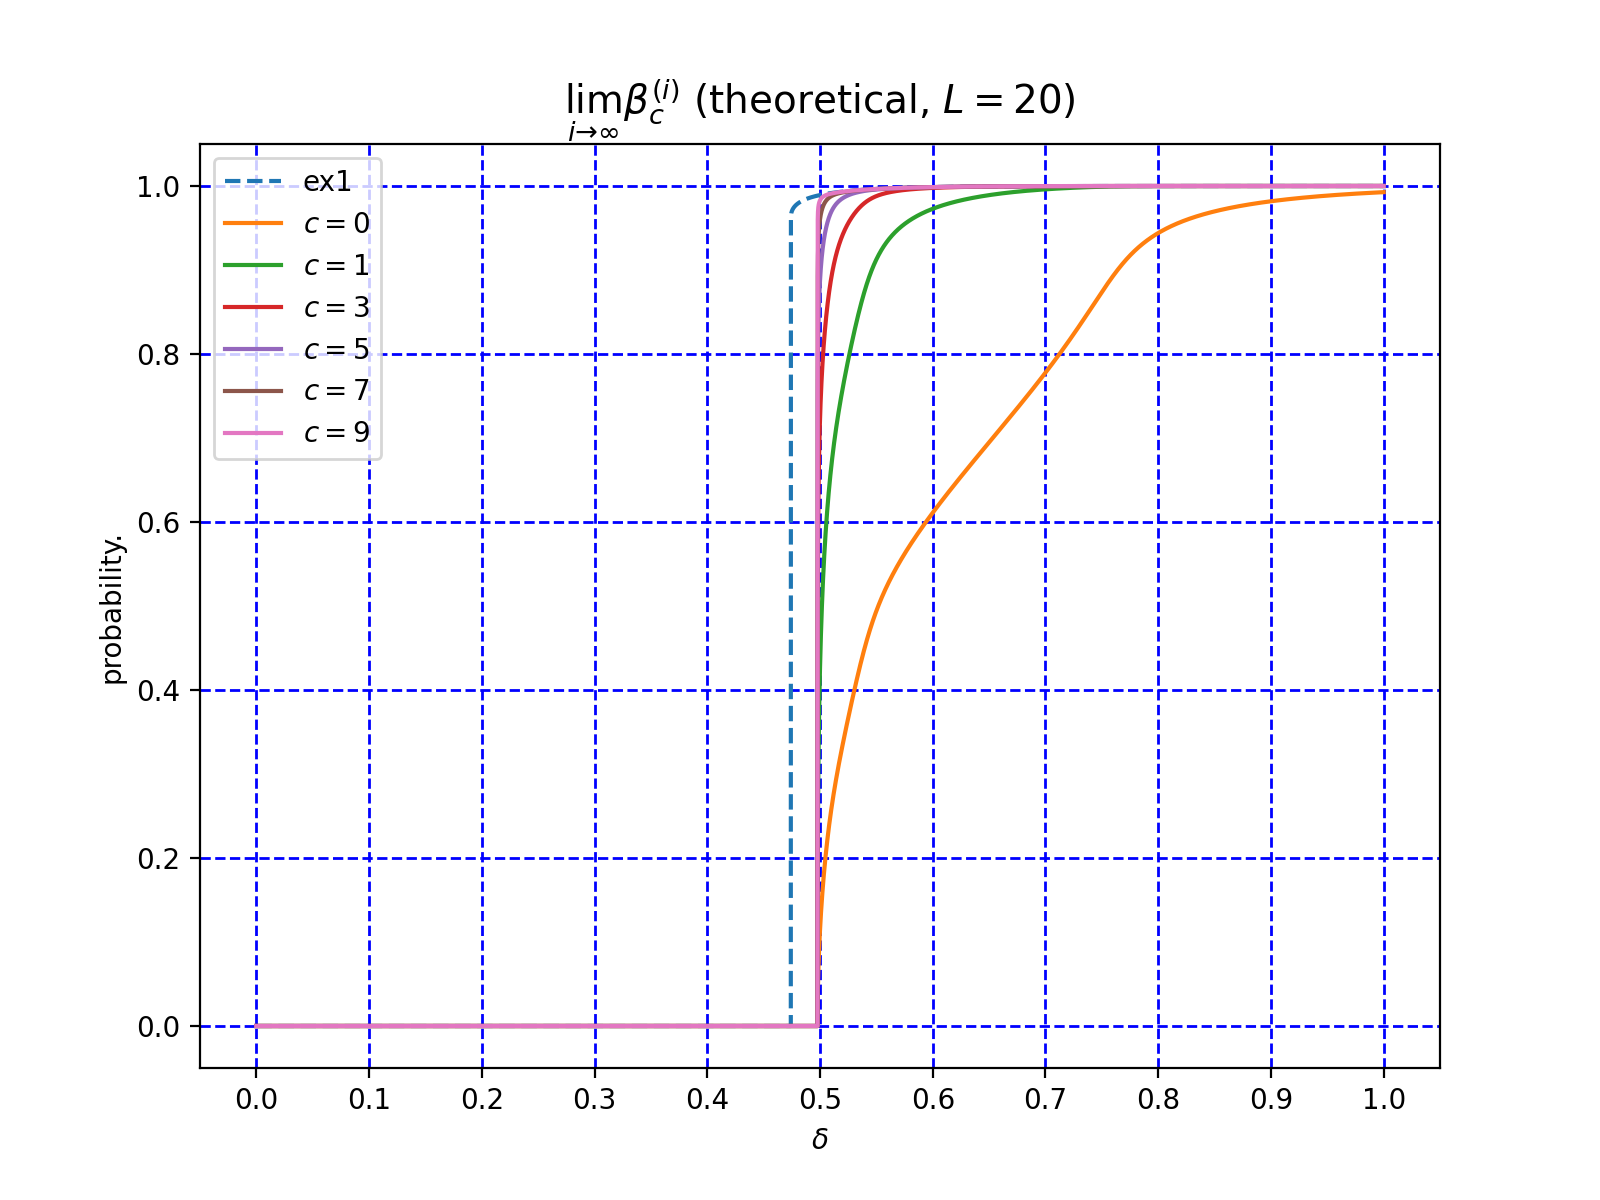 lim β_c^(i) (theoretical, L = 20)
i→∞
ex1
c = 0
c = 1
c = 3
c = 5
c = 7
c = 9
probability.
1.0
0.8
0.6
0.4
0.2
0.0
0.0 0.1 0.2 0.3 0.4 0.5 0.6 0.7 0.8 0.9 1.0
δ